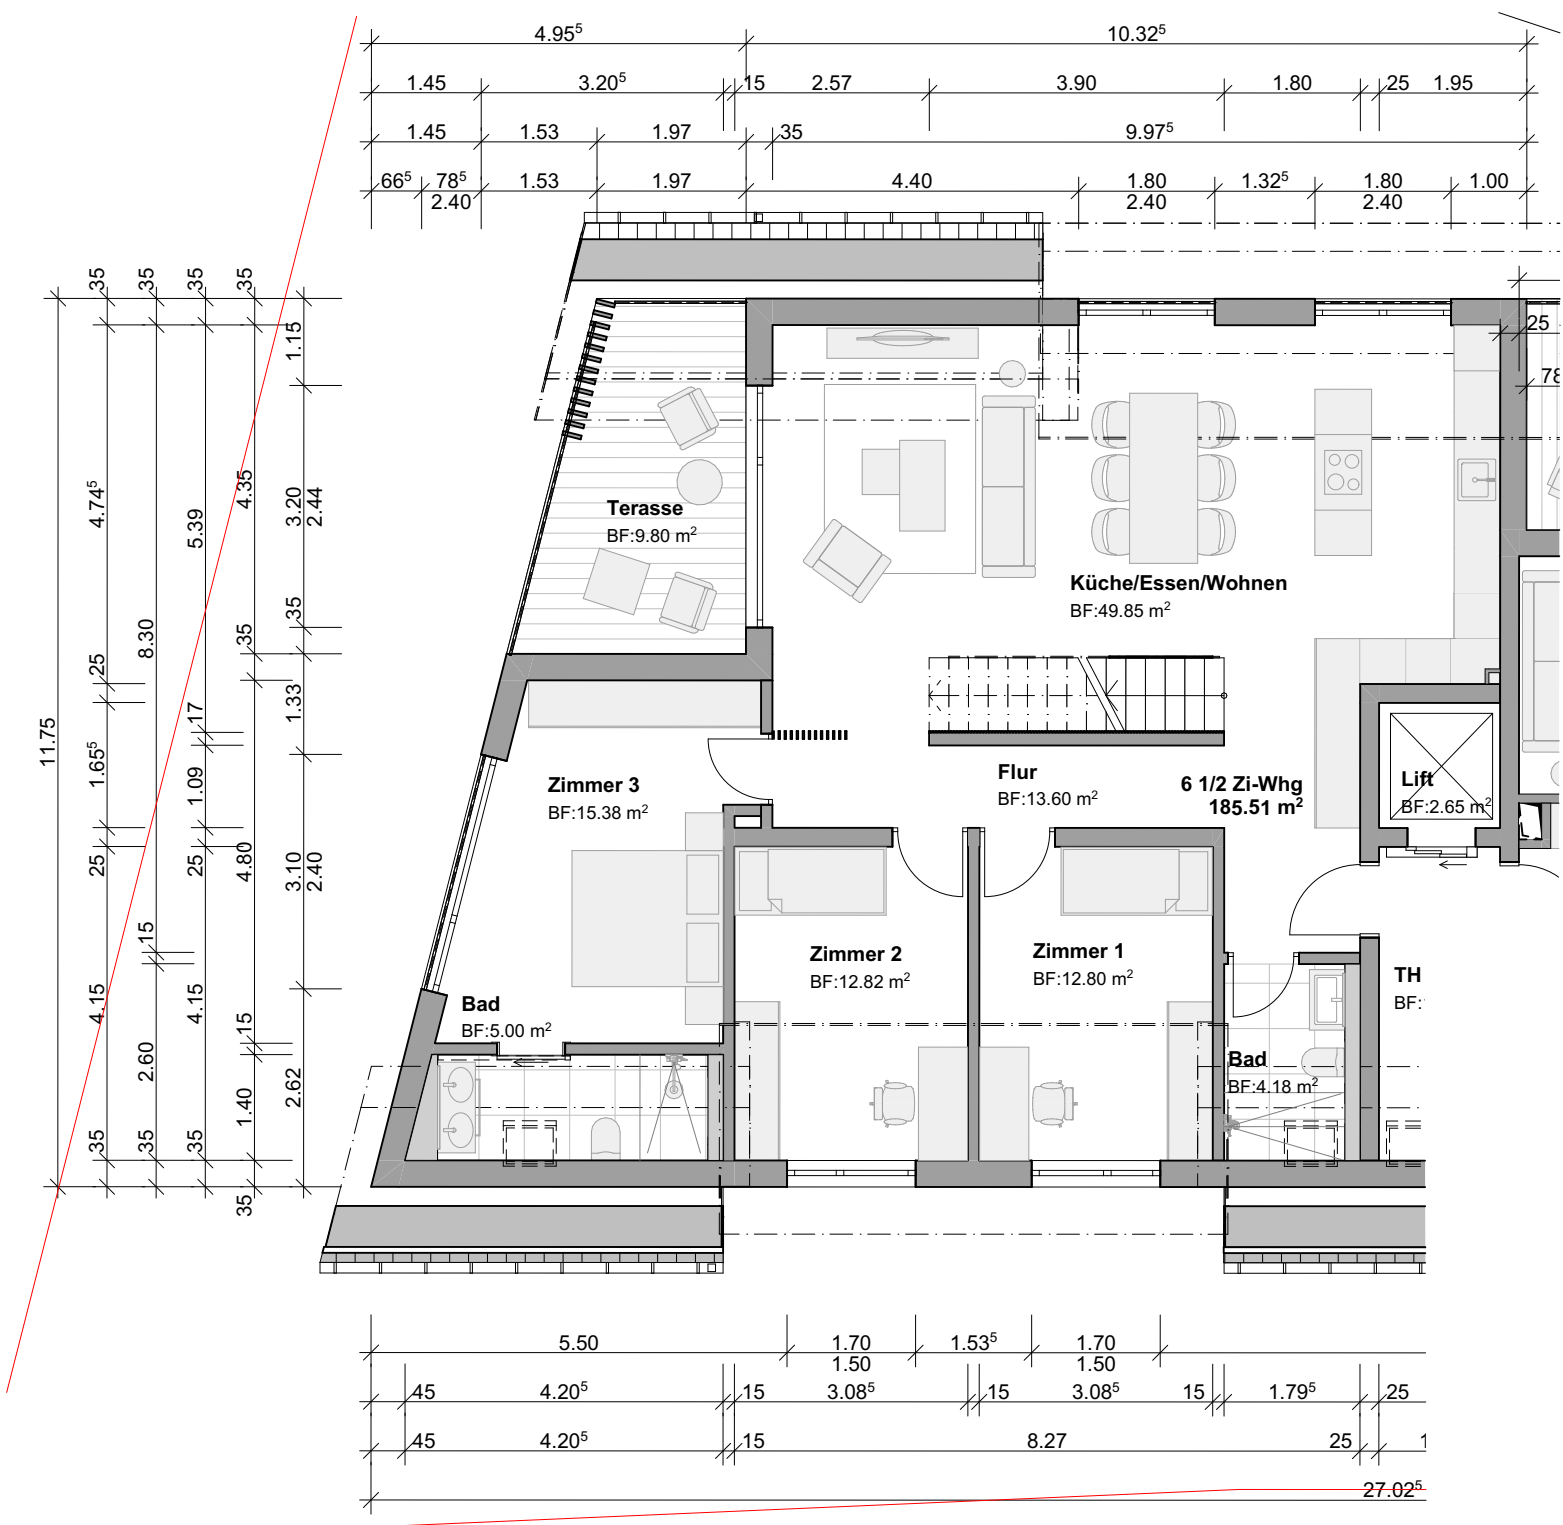 4.95⁵ 10.32⁵
1.45 3.20⁵ 15 2.57 3.90 1.80 25 1.95
1.45 1.53 1.97 35 9.97⁵
66⁵ 78⁵ 1.53 1.97 4.40 1.80 1.32⁵ 1.80 1.00
2.40 2.40 2.40
35 35 35 35
1.15
25
78
4.74⁵ 5.39 4.35 3.20 2.44
Terasse
BF:9.80 m²
Küche/Essen/Wohnen
BF:49.85 m²
8.30 35 35
25 17 1.33
11.75
1.65⁵ 1.09
Zimmer 3
BF:15.38 m²
Flur
BF:13.60 m²
6 1/2 Zi-Whg
185.51 m²
Lift
BF:2.65 m²
25 25 4.80 3.10 2.40
15
Zimmer 2
BF:12.82 m²
Zimmer 1
BF:12.80 m²
TH
BF:
4.15 4.15 15
Bad
BF:5.00 m²
Bad
BF:4.18 m²
2.60 1.40 2.62
35 35 35
35
5.50 1.70 1.53⁵ 1.70
1.50 1.50
45 4.20⁵ 15 3.08⁵ 15 3.08⁵ 15 1.79⁵ 25
45 4.20⁵ 15 8.27 25 1
27.02⁵